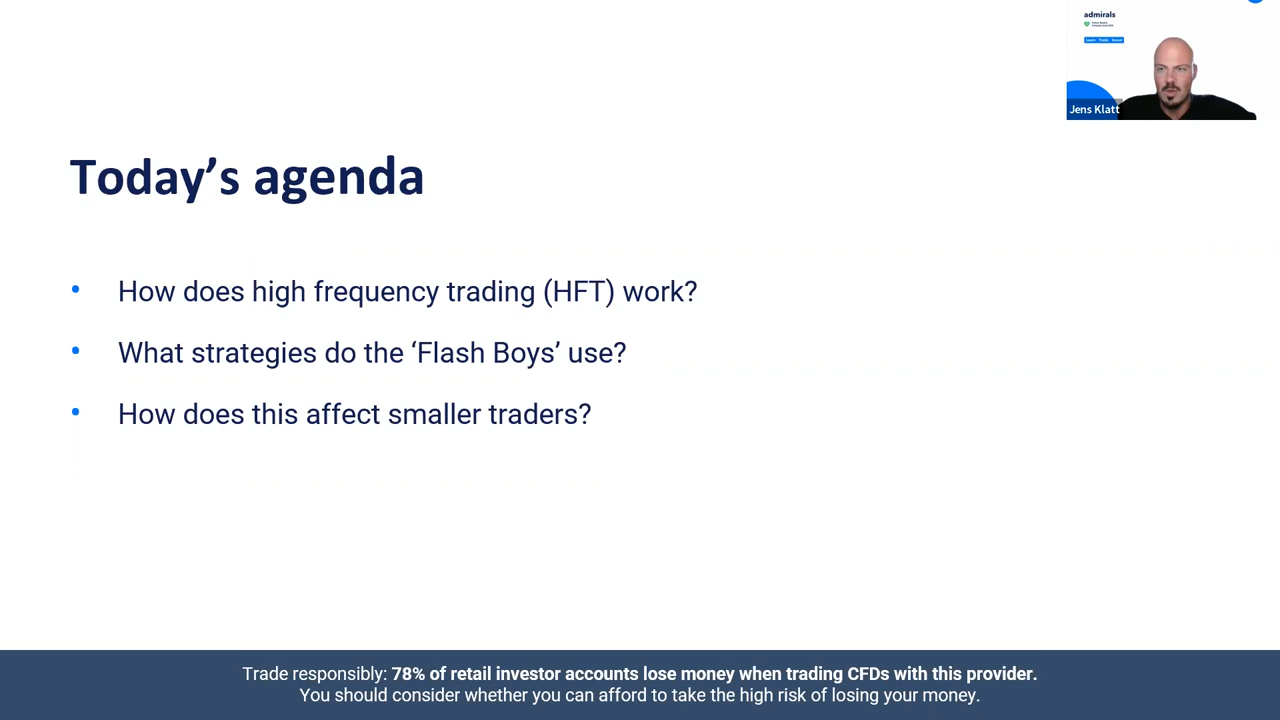 admirals
Jens Klatt
Today’s agenda
• How does high frequency trading (HFT) work?
• What strategies do the ‘Flash Boys’ use?
• How does this affect smaller traders?
Trade responsibly: 78% of retail investor accounts lose money when trading CFDs with this provider.
You should consider whether you can afford to take the high risk of losing your money.